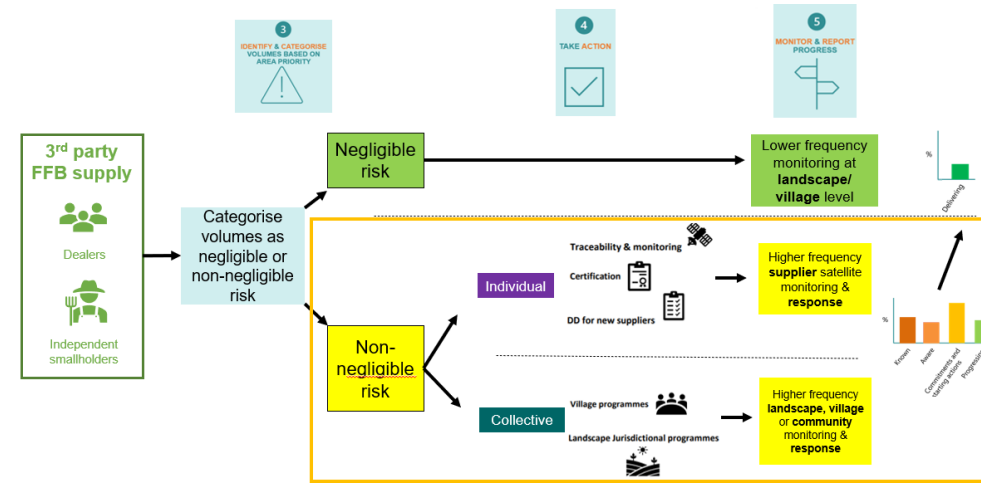 3
IDENTIFY & CATEGORISE
VOLUMES BASED ON
AREA PRIORITY
4
TAKE ACTION
5
MONITOR & REPORT
PROGRESS
3rd party
FFB supply
Dealers
Independent
smallholders
Categorise
volumes as
negligible or
non-negligible
risk
Negligible
risk
Lower frequency
monitoring at
landscape/
village level
%
Delivering
Non-
negligible
risk
Individual
Traceability & monitoring
Certification
DD for new suppliers
Higher frequency
supplier satellite
monitoring &
response
%
Known
Aware
Commitments and
starting actions
Collective
Village programmes
Landscape Jurisdictional programmes
Higher frequency
landscape, village
or community
monitoring &
response